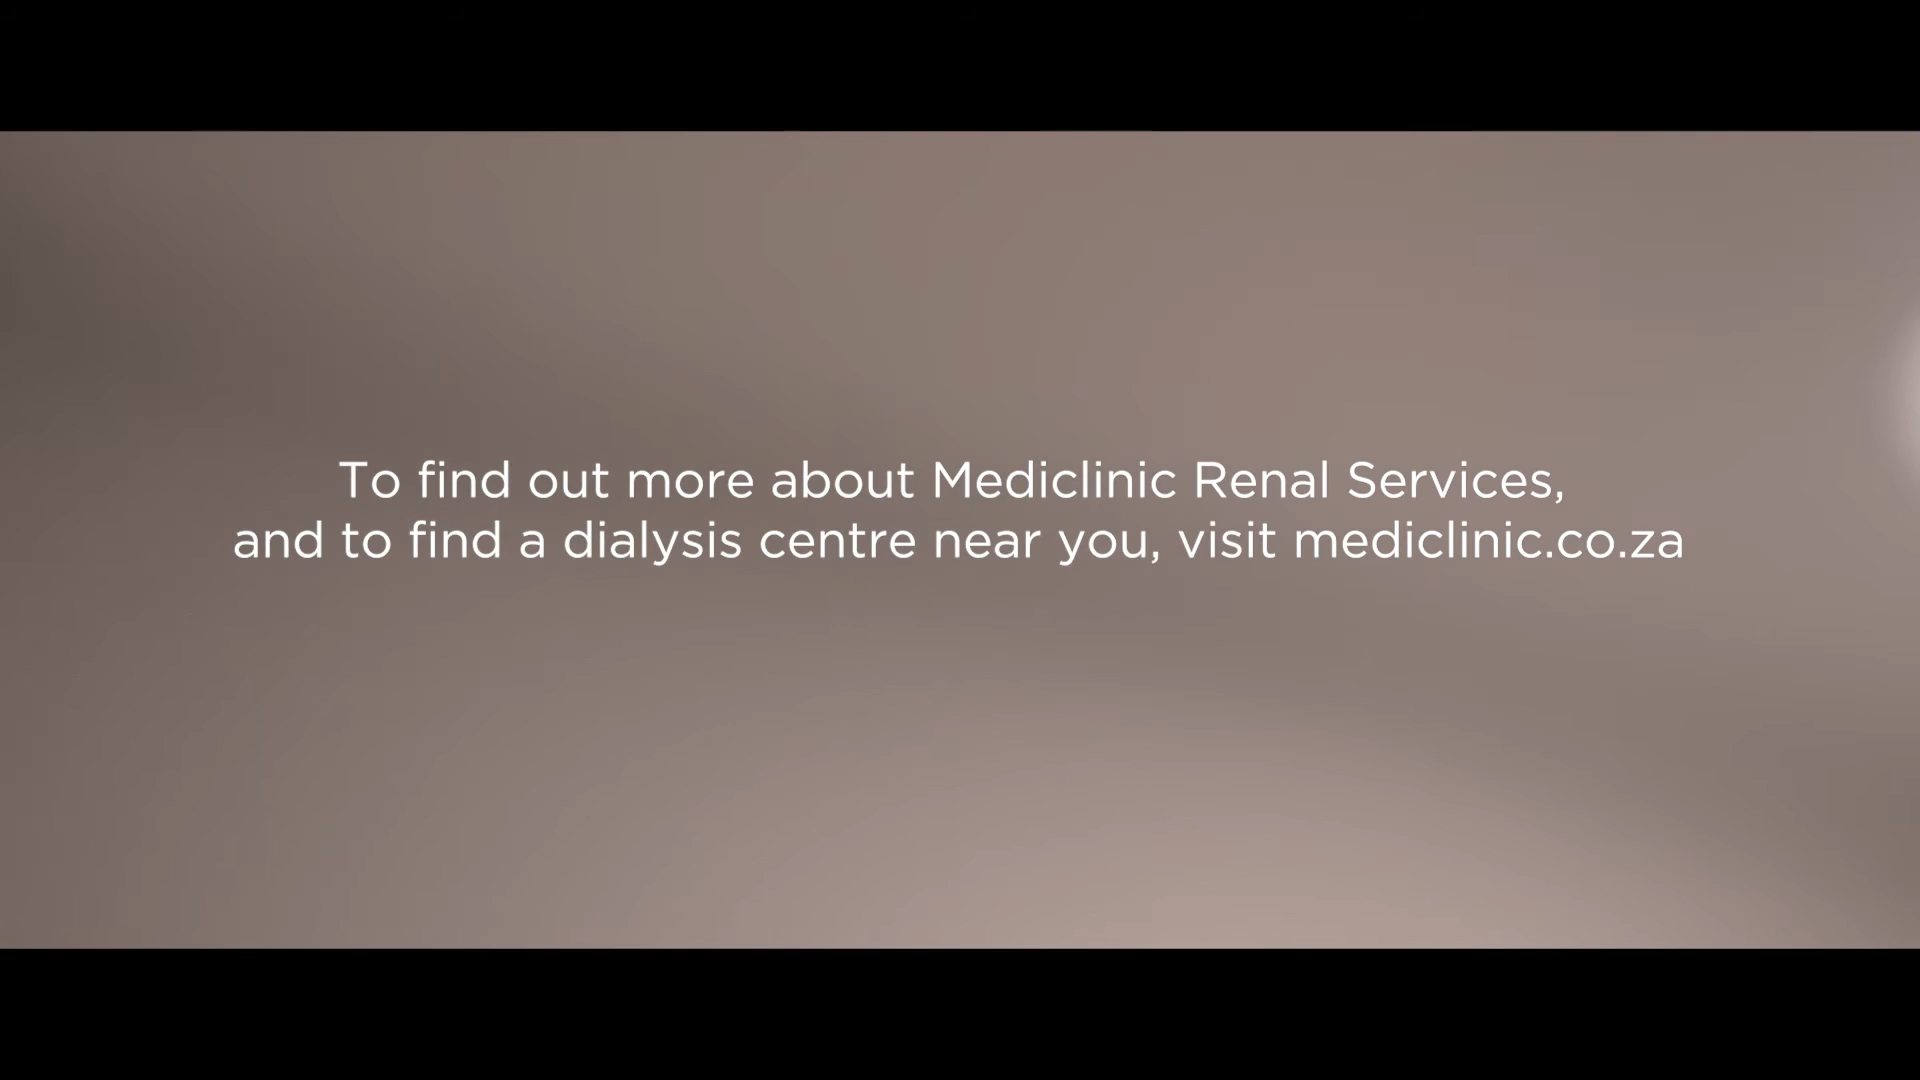 To find out more about Mediclinic Renal Services,
and to find a dialysis centre near you, visit mediclinic.co.za